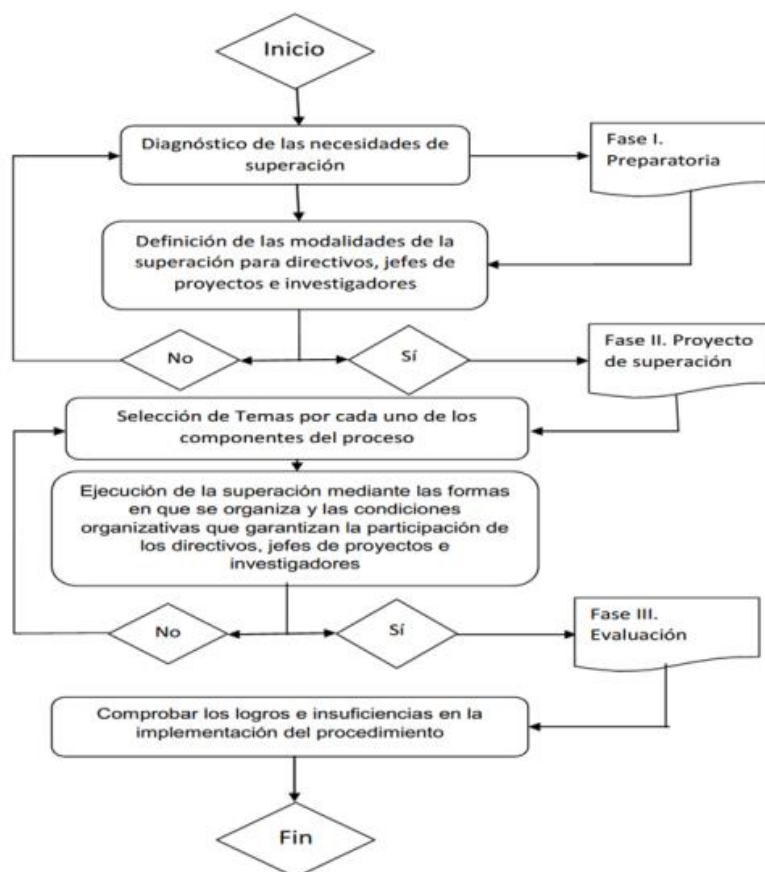 Inicio
Diagnóstico de las necesidades de
superación
Fase I.
Preparatoria
Definición de las modalidades de la
superación para directivos, jefes de
proyectos e investigadores
No
Sí
Fase II. Proyecto
de superación
Selección de Temas por cada uno de los
componentes del proceso
Ejecución de la superación mediante las formas
en que se organiza y las condiciones
organizativas que garantizan la participación de
los directivos, jefes de proyectos e
investigadores
No
Sí
Fase III.
Evaluación
Comprobar los logros e insuficiencias en la
implementación del procedimiento
Fin